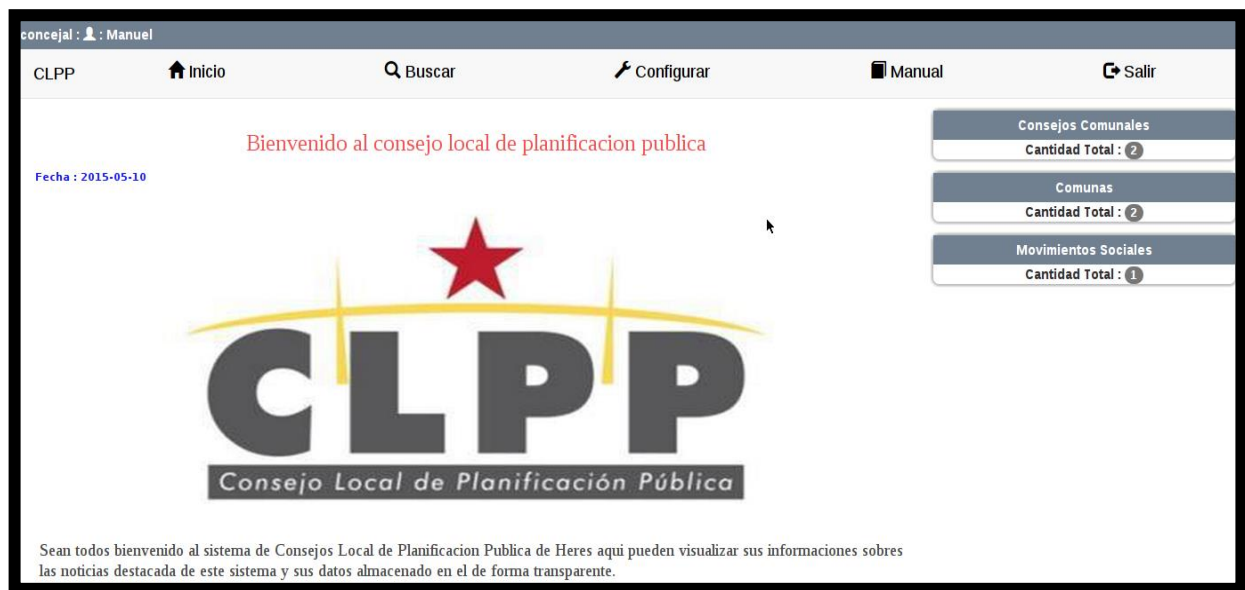 concejal : : Manuel
CLPP Inicio Buscar Configurar Manual Salir
Bienvenido al consejo local de planificacion publica
Fecha : 2015-05-10
CLPP
Consejo Local de Planificación Pública
Sean todos bienvenido al sistema de Consejos Local de Planificacion Publica de Heres aqui pueden visualizar sus informaciones sobres
las noticias destacada de este sistema y sus datos almacenado en el de forma transparente.
Consejos Comunales
Cantidad Total : 2
Comunas
Cantidad Total : 2
Movimientos Sociales
Cantidad Total : 1